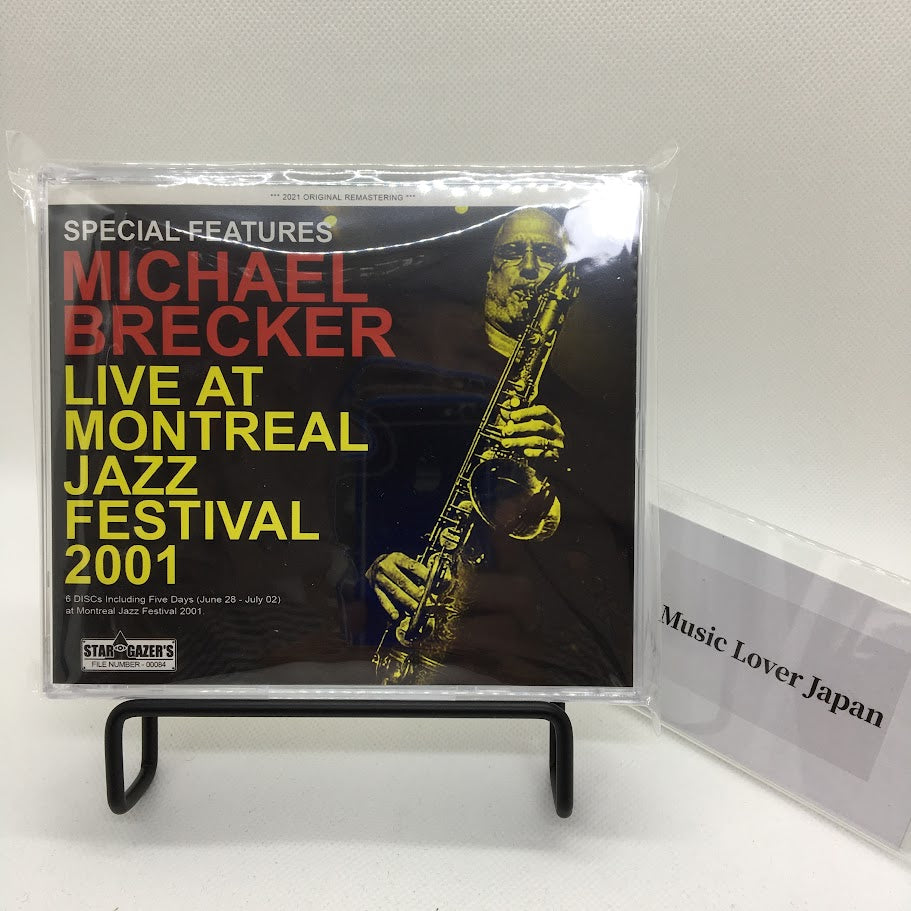 *** 2021 ORIGINAL REMASTERING ***
SPECIAL FEATURES
MICHAEL
BRECKER
LIVE AT
MONTREAL
JAZZ
FESTIVAL
2001
6 DISCs Including Five Days (June 28 - July 02)
at Montreal Jazz Festival 2001.
STAR GAZER'S
FILE NUMBER - 00084
Music Lover Japan